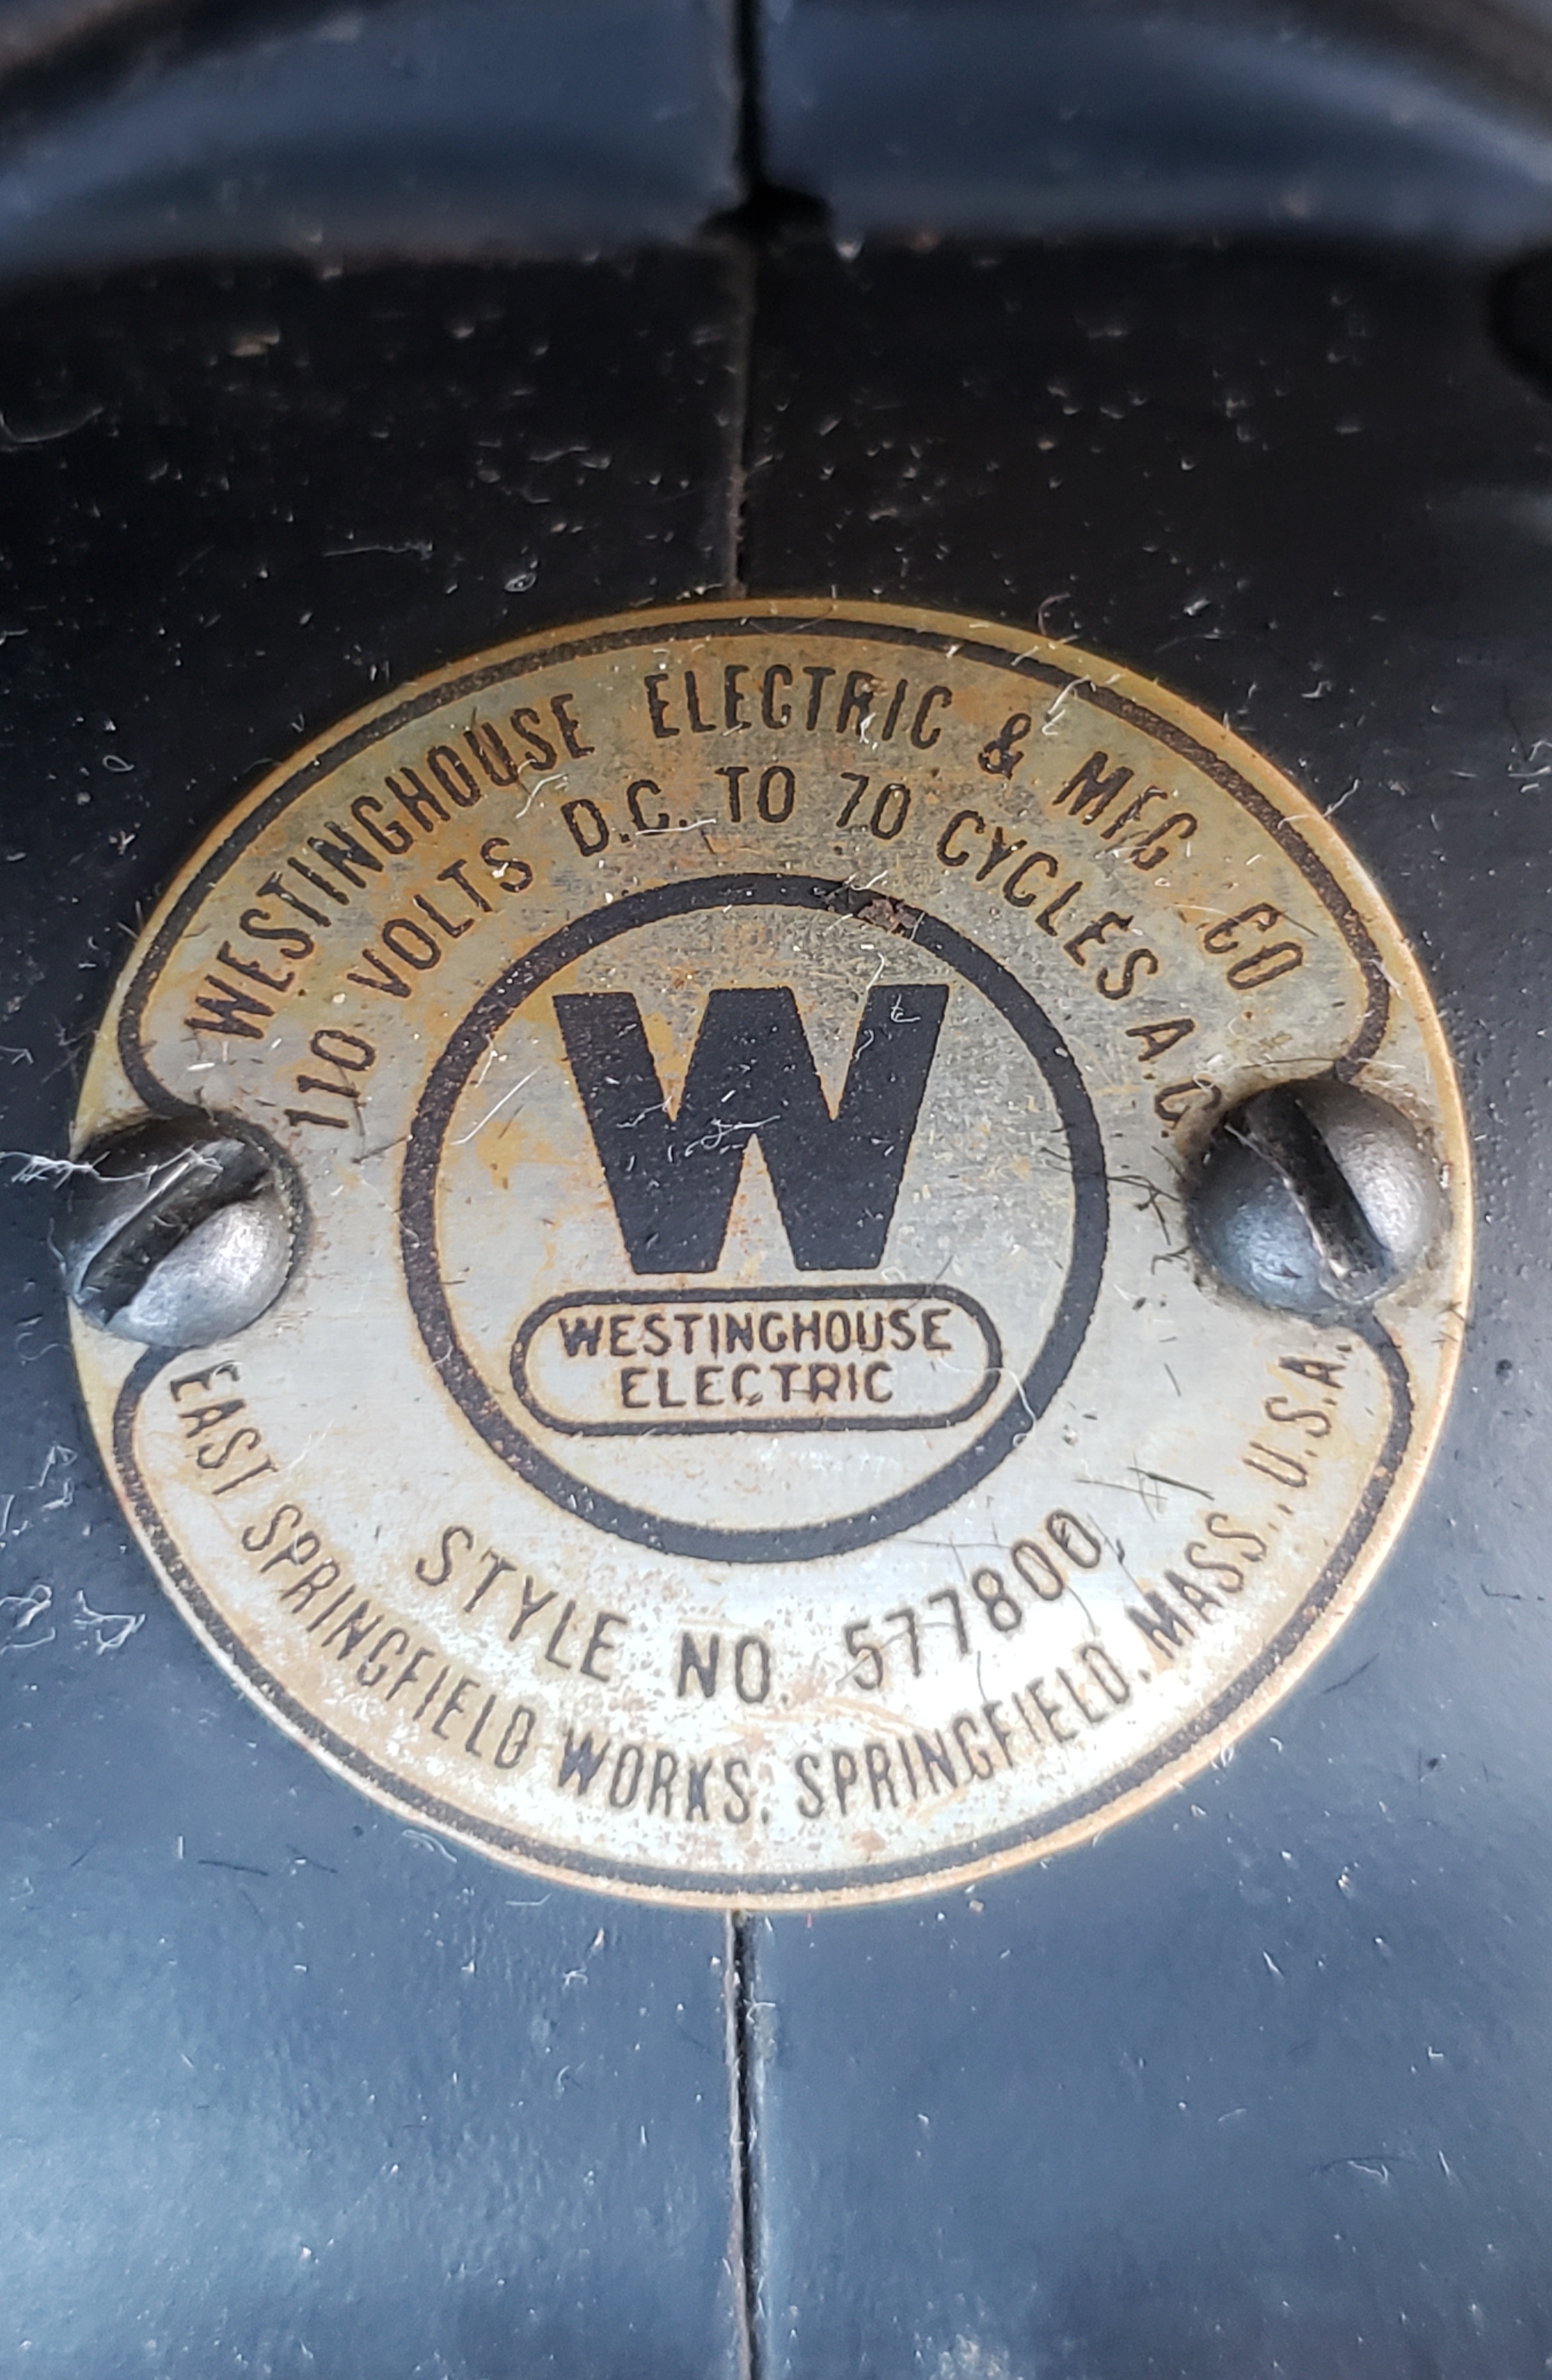 WESTINGHOUSE ELECTRIC & MFG. CO
110 VOLTS D.C. TO 70 CYCLES A.C.
W
WESTINGHOUSE
ELECTRIC
STYLE NO. 577800
EAST SPRINGFIELD WORKS, SPRINGFIELD, MASS., U.S.A.